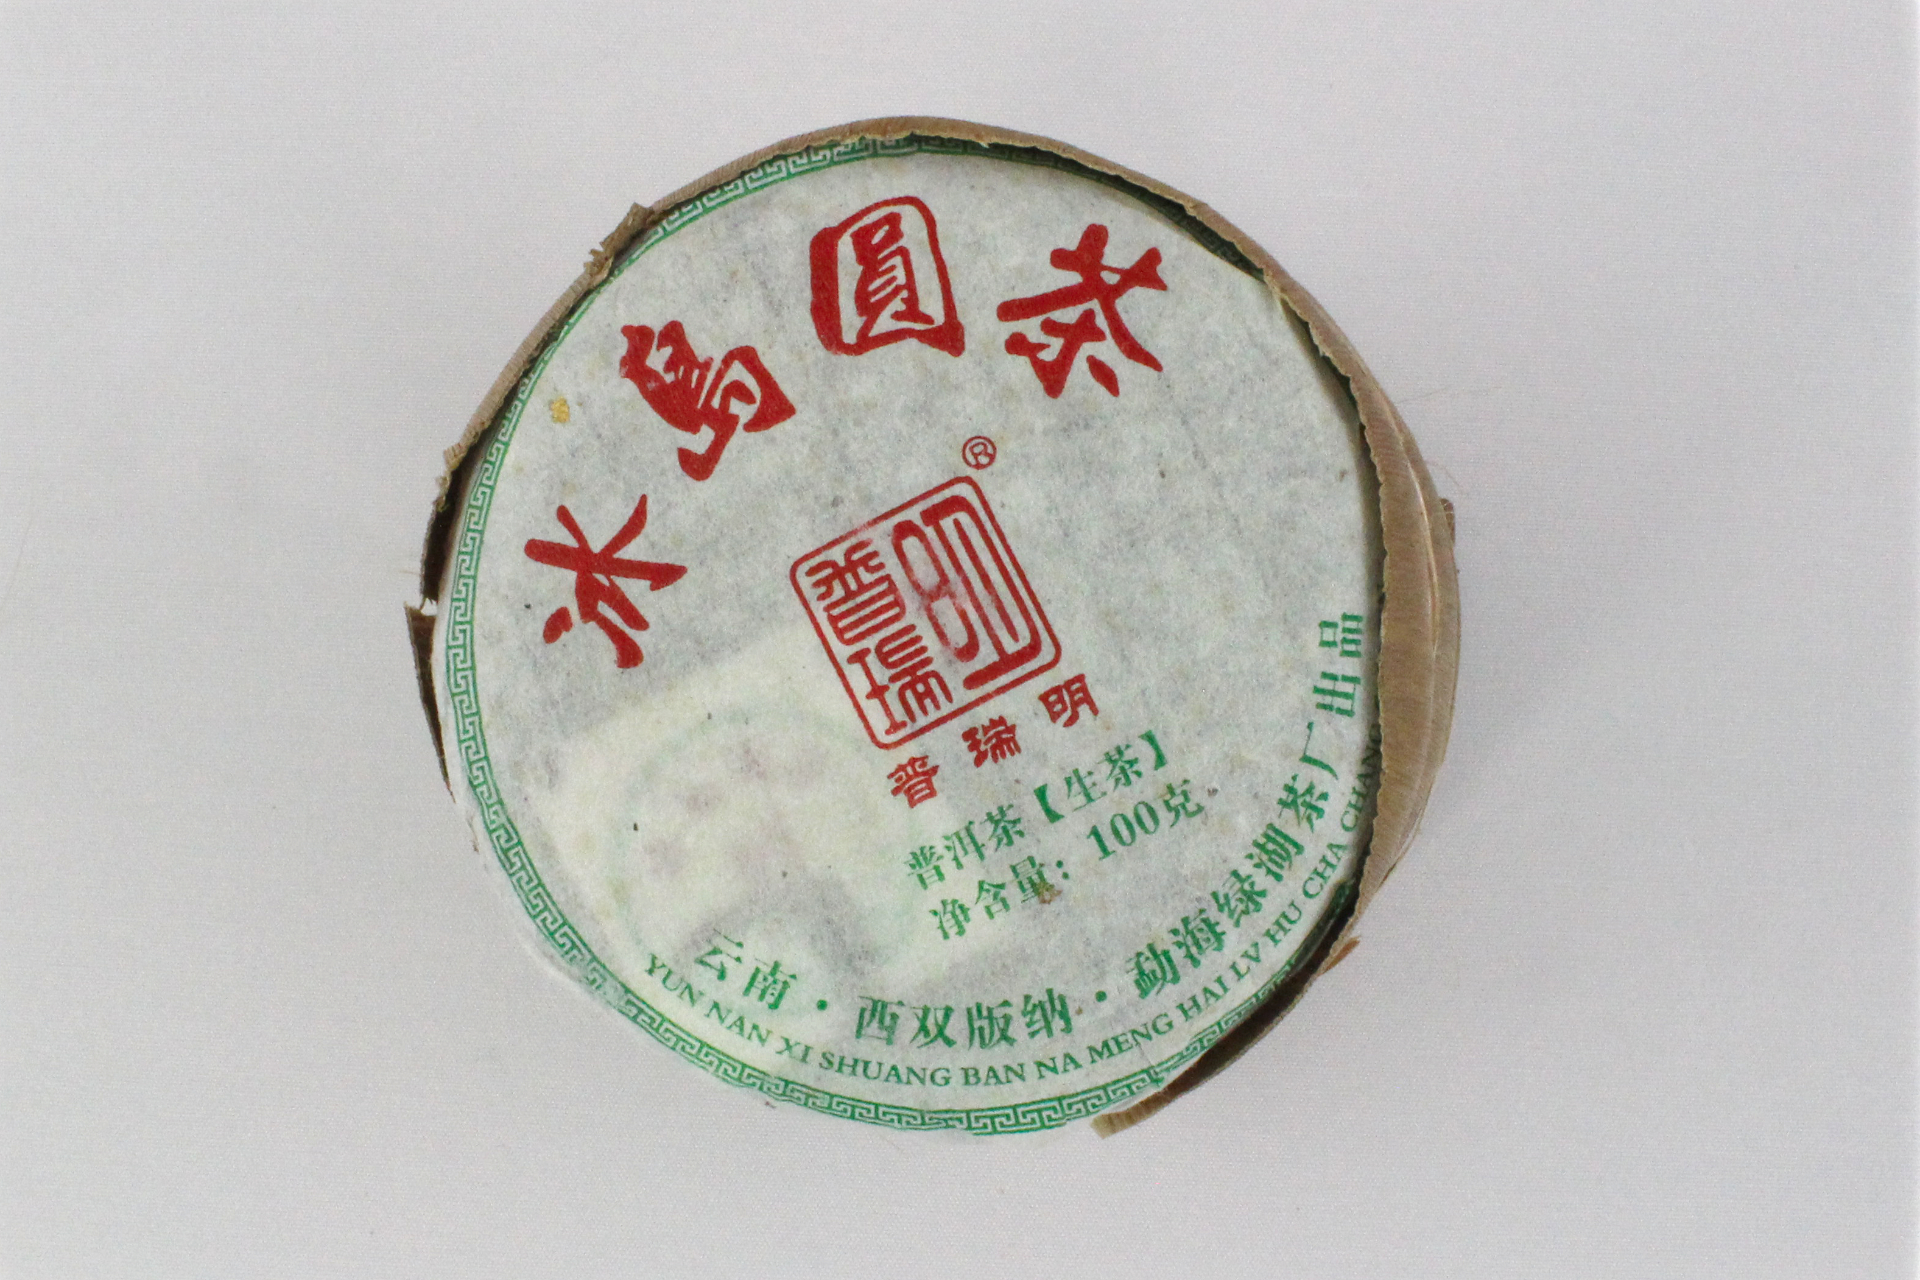 冰島圓茶
®
普瑞明
普瑞明
普洱茶【生茶】
净含量：100克
云南·西双版纳·勐海绿湖茶厂出品
YUN NAN XI SHUANG BAN NA MENG HAI LV HU CHA CHANG